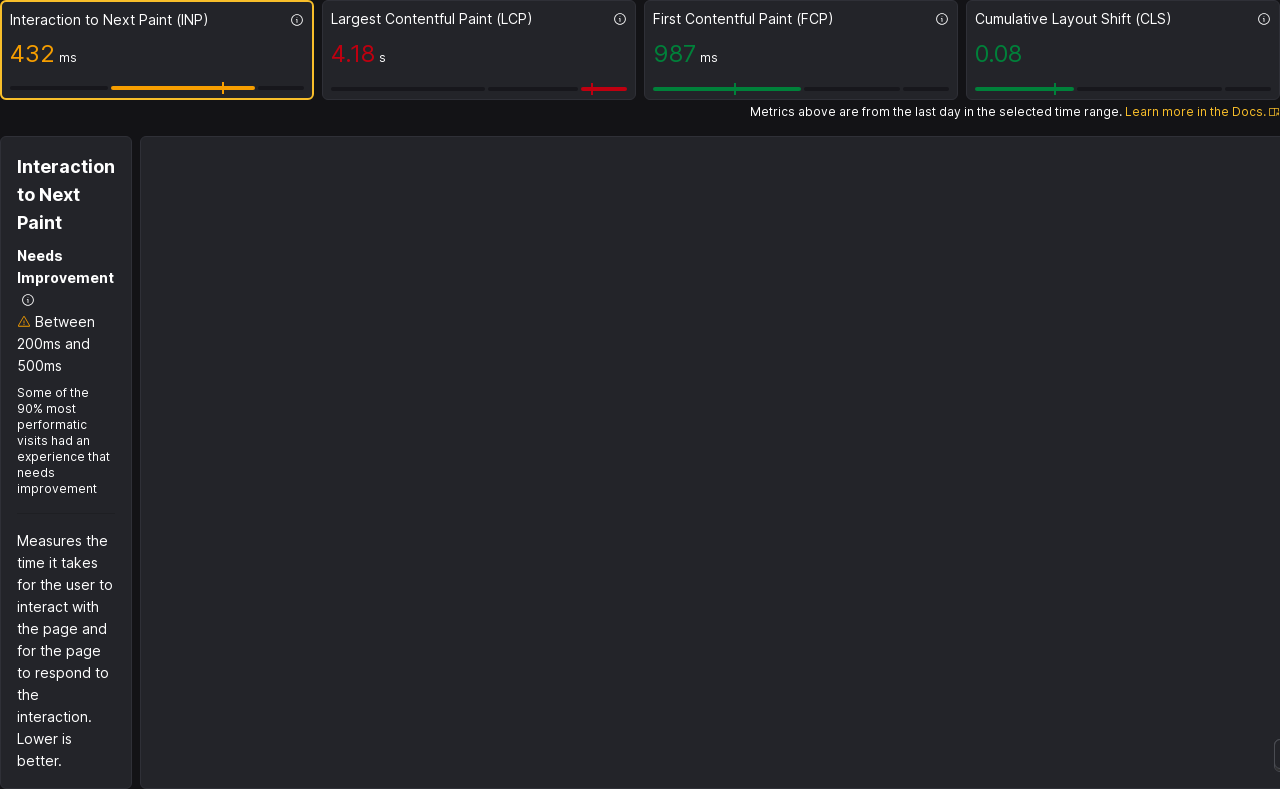 Interaction to Next Paint (INP)
432 ms
Largest Contentful Paint (LCP)
4.18 s
First Contentful Paint (FCP)
987 ms
Cumulative Layout Shift (CLS)
0.08
Metrics above are from the last day in the selected time range. Learn more in the Docs.
Interaction
to Next
Paint
Needs
Improvement
Between
200ms and
500ms
Some of the
90% most
performatic
visits had an
experience that
needs
improvement
Measures the
time it takes
for the user to
interact with
the page and
for the page
to respond to
the
interaction.
Lower is
better.